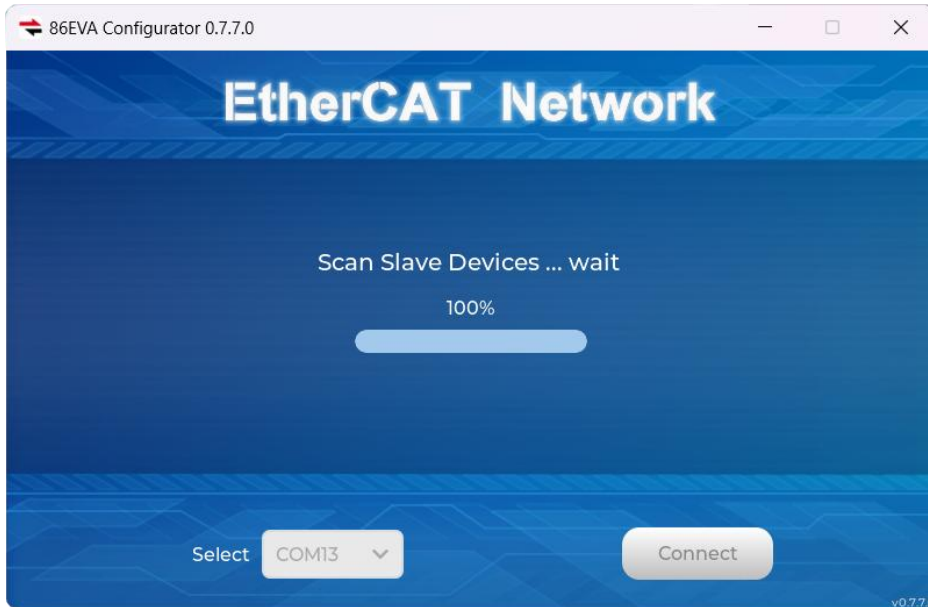 86EVA Configurator 0.7.7.0
EtherCAT Network
Scan Slave Devices ... wait
100%
Select COM13 Connect
v0.7.7